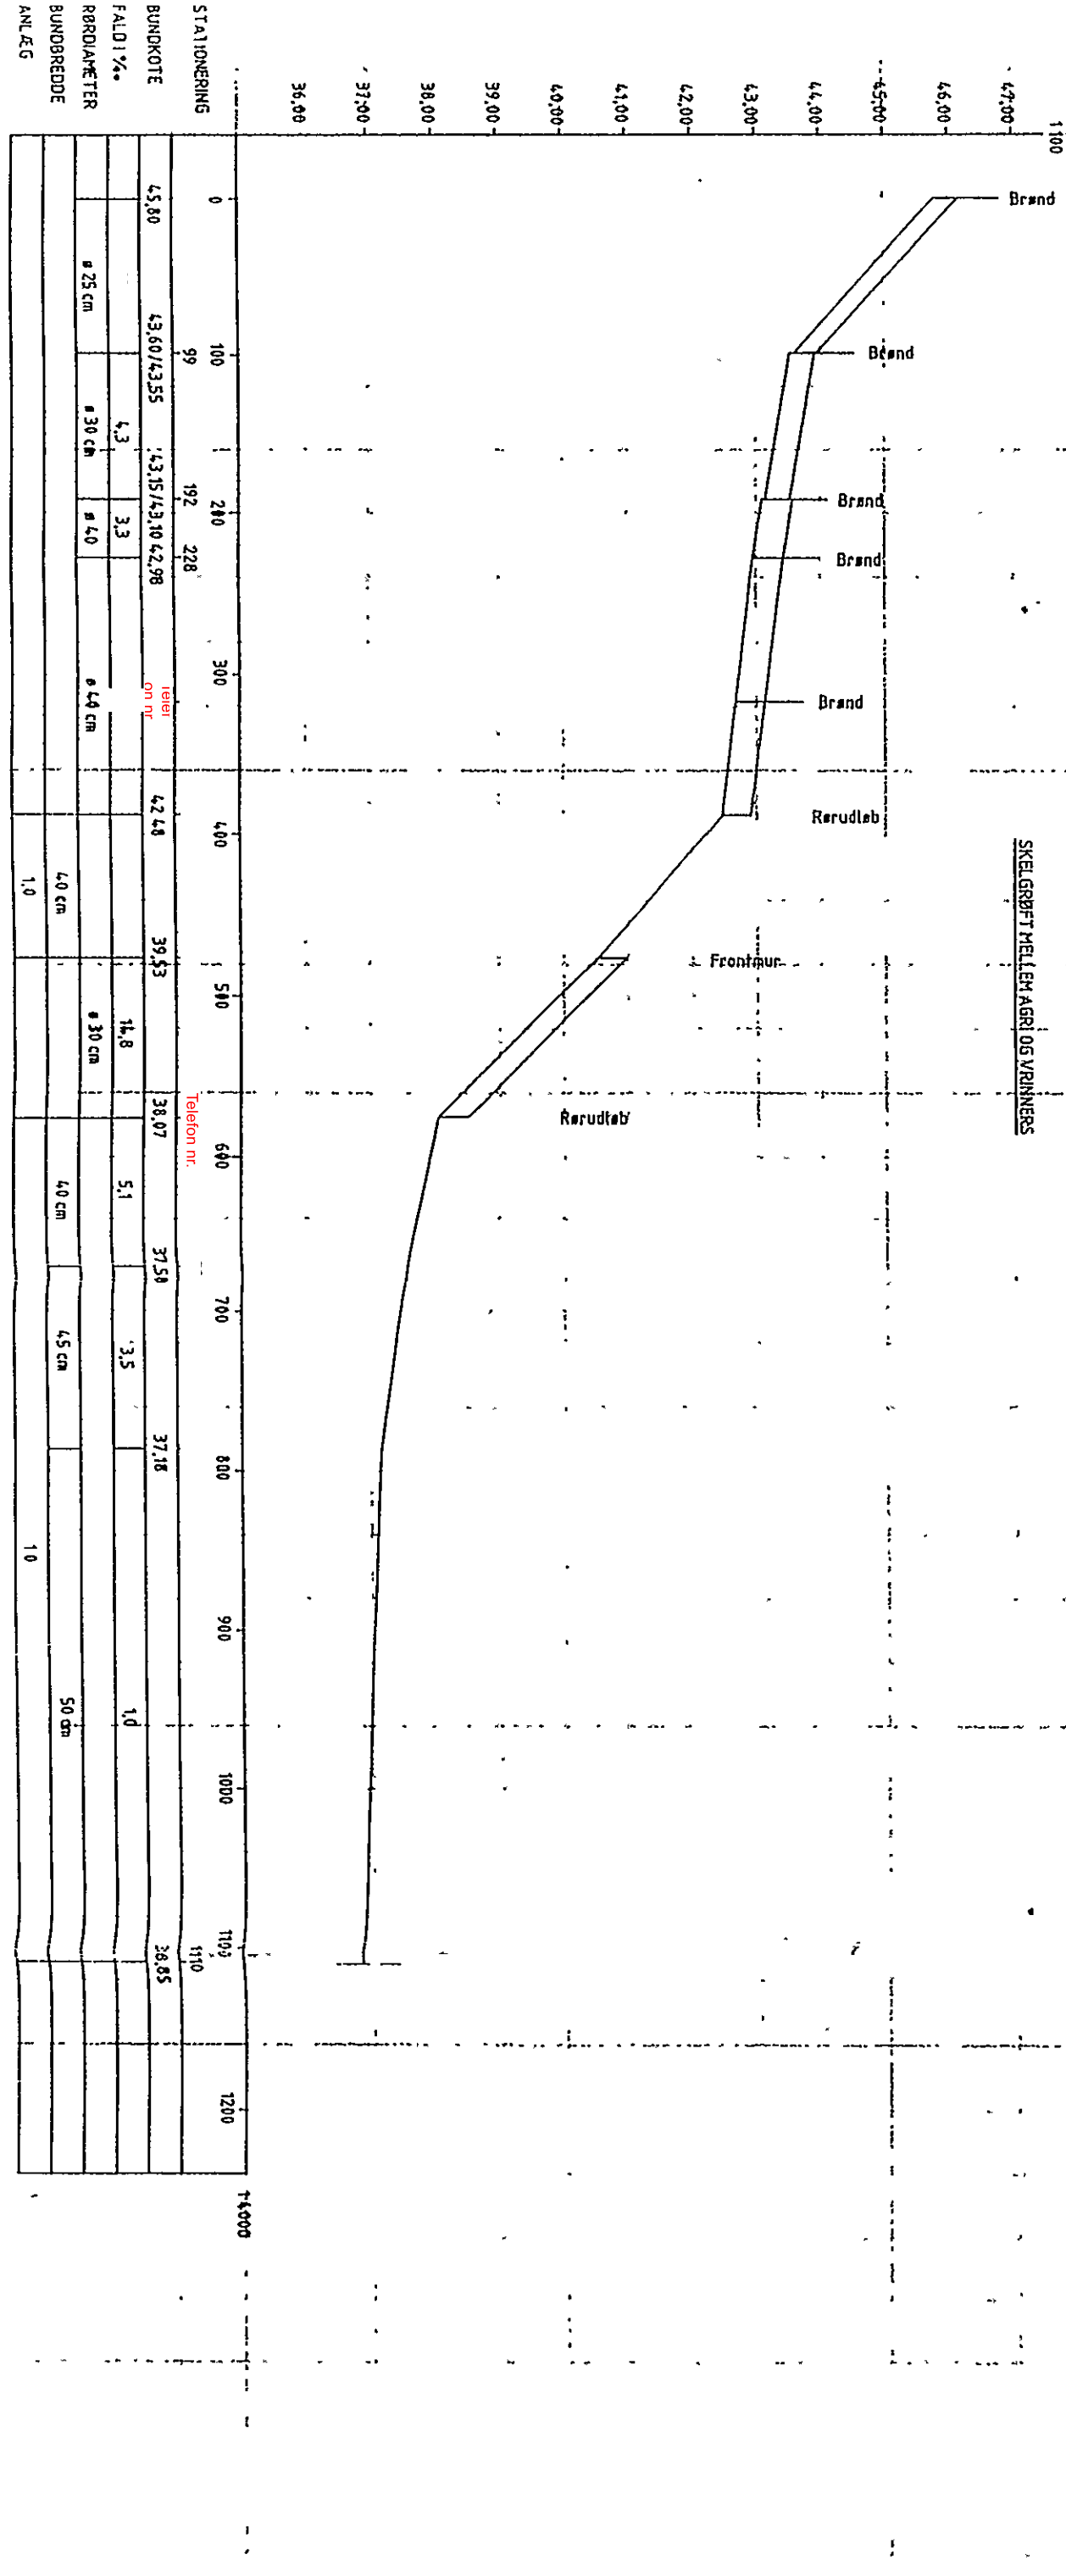 SKELGRØFT MELLEM AGRI OG VRINNERS
1100
47,00
46,00
45,00
44,00
43,00
42,00
41,00
40,00
39,00
38,00
37,00
36,00
Brønd
Brønd
Brønd
Brønd
Brønd
Rørudløb
Frontmur
Rørudløb
0 100 200 300 400 500 600 700 800 900 1000 1100 1200
1:4000
STATIONERING 99 192 228 Telefon nr. 1110
BUNDKOTE 45,80 43,60/43,55 43,15/43,10 42,98 on nr. 42,48 39,53 38,07 37,50 37,18 36,85
FALD I ‰ 4,3 3,3 5,1 3,5 1,0
RØRDIAMETER ø 25 cm ø 30 cm ø 40 ø 40 cm ø 30 cm
BUNDBREDDE 40 cm 40 cm 45 cm 50 cm
ANLÆG 1,0 1,0